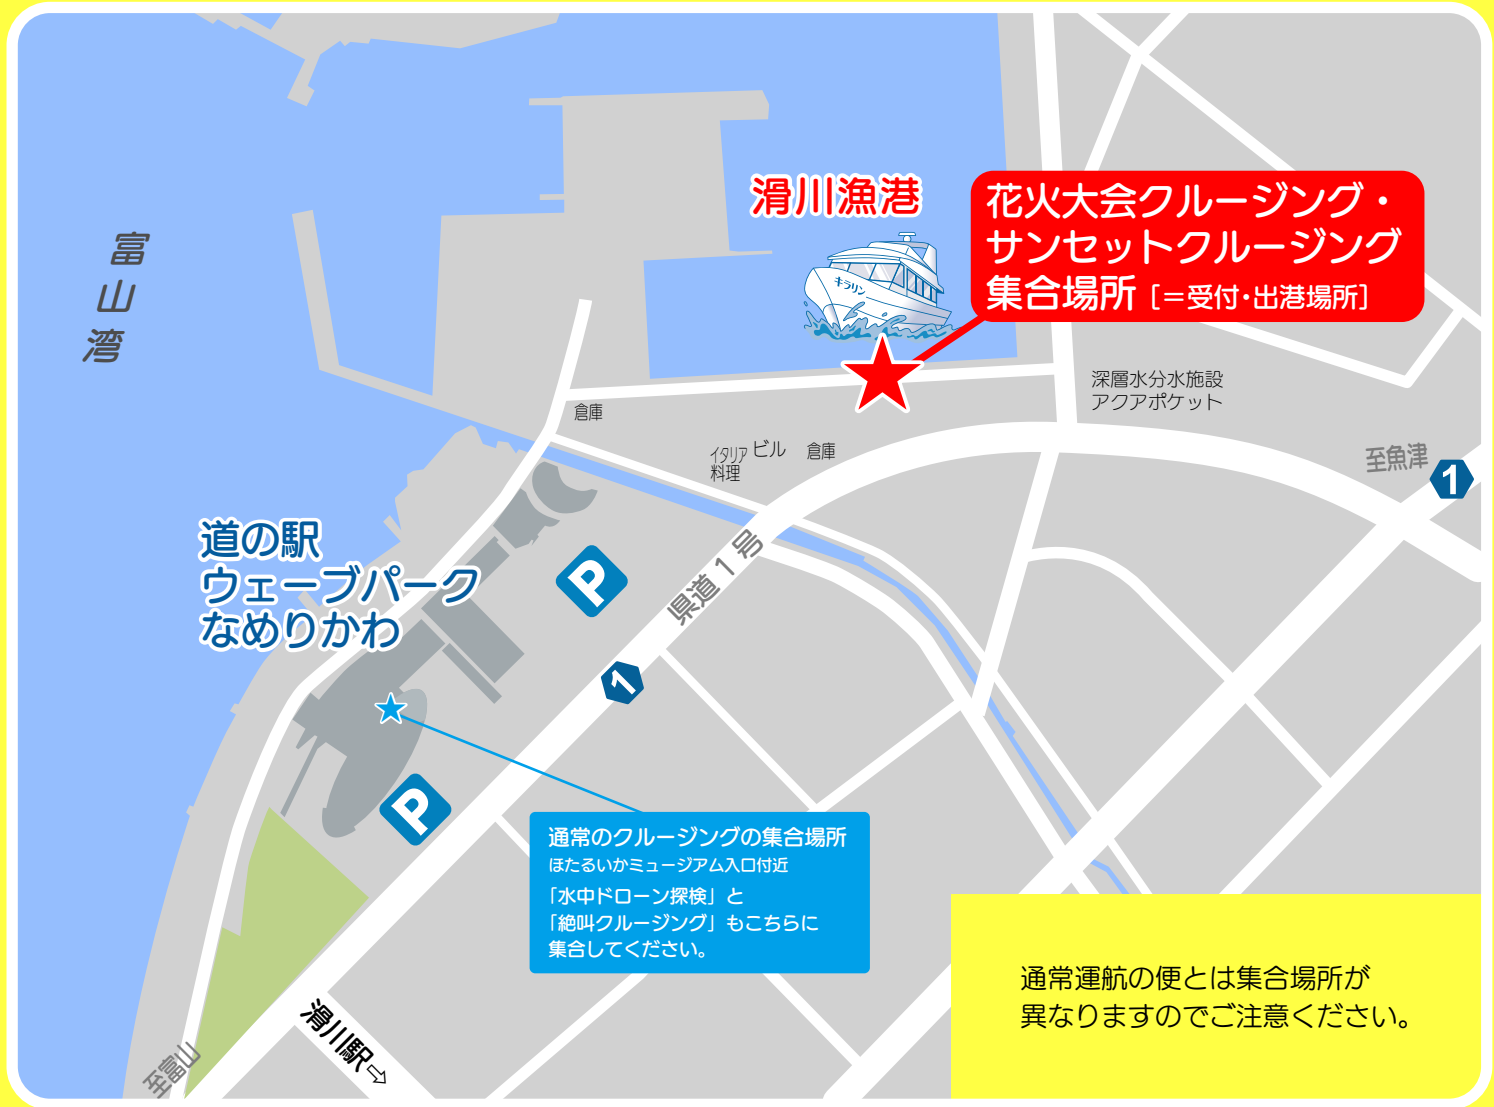 富
山
湾
滑川漁港
キラリン
花火大会クルージング・
サンセットクルージング
集合場所［＝受付・出港場所］
深層水分水施設
アクアポケット
倉庫
イタリア
料理
ビル
倉庫
至魚津
1
道の駅
ウェーブパーク
なめりかわ
P
県道1号
1
P
通常のクルージングの集合場所
ほたるいかミュージアム入口付近
「水中ドローン探検」と
「絶叫クルージング」もこちらに
集合してください。
通常運航の便とは集合場所が
異なりますのでご注意ください。
滑川駅⇨
至富山